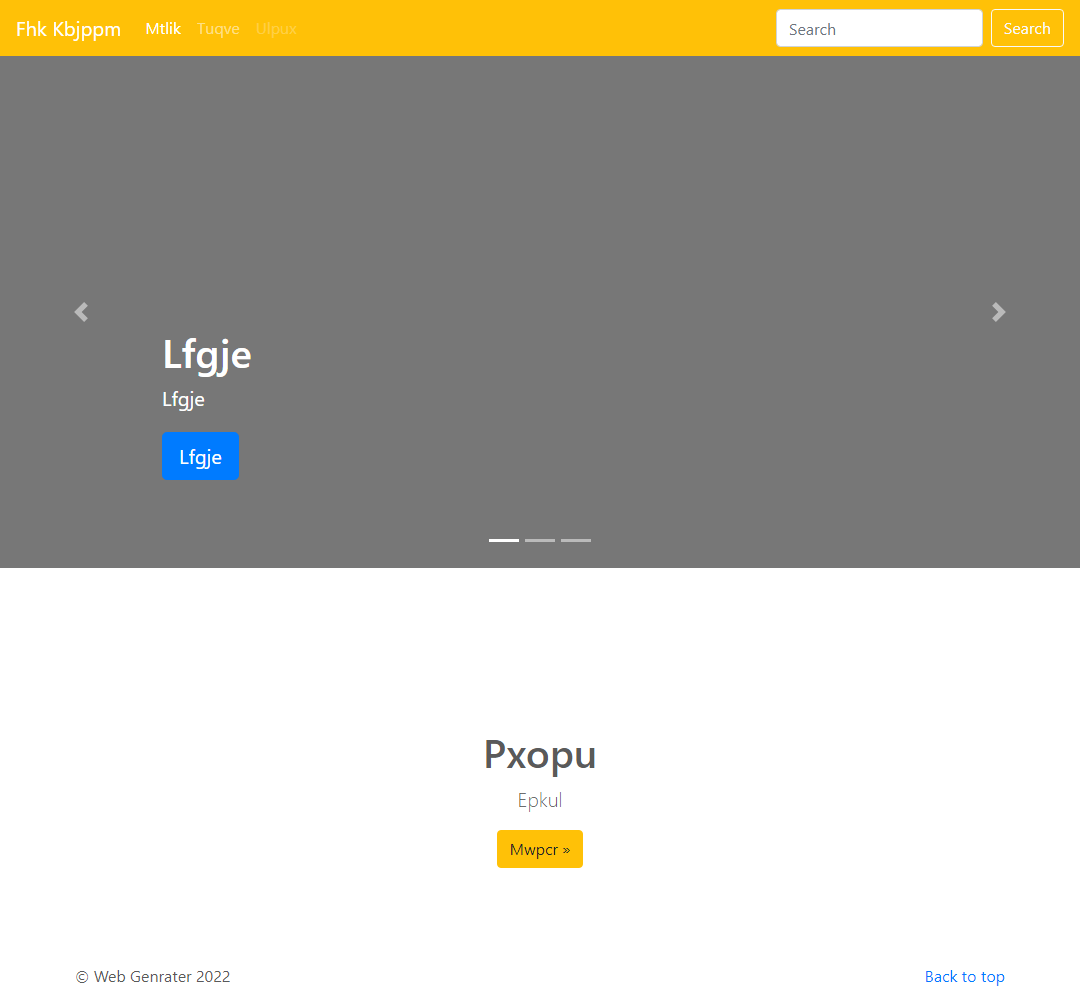 Fhk Kbjppm Mtlik Tuqve Ulpux Search Search
Lfgje
Lfgje
Lfgje
Pxopu
Epkul
Mwpcr »
© Web Genrater 2022 Back to top